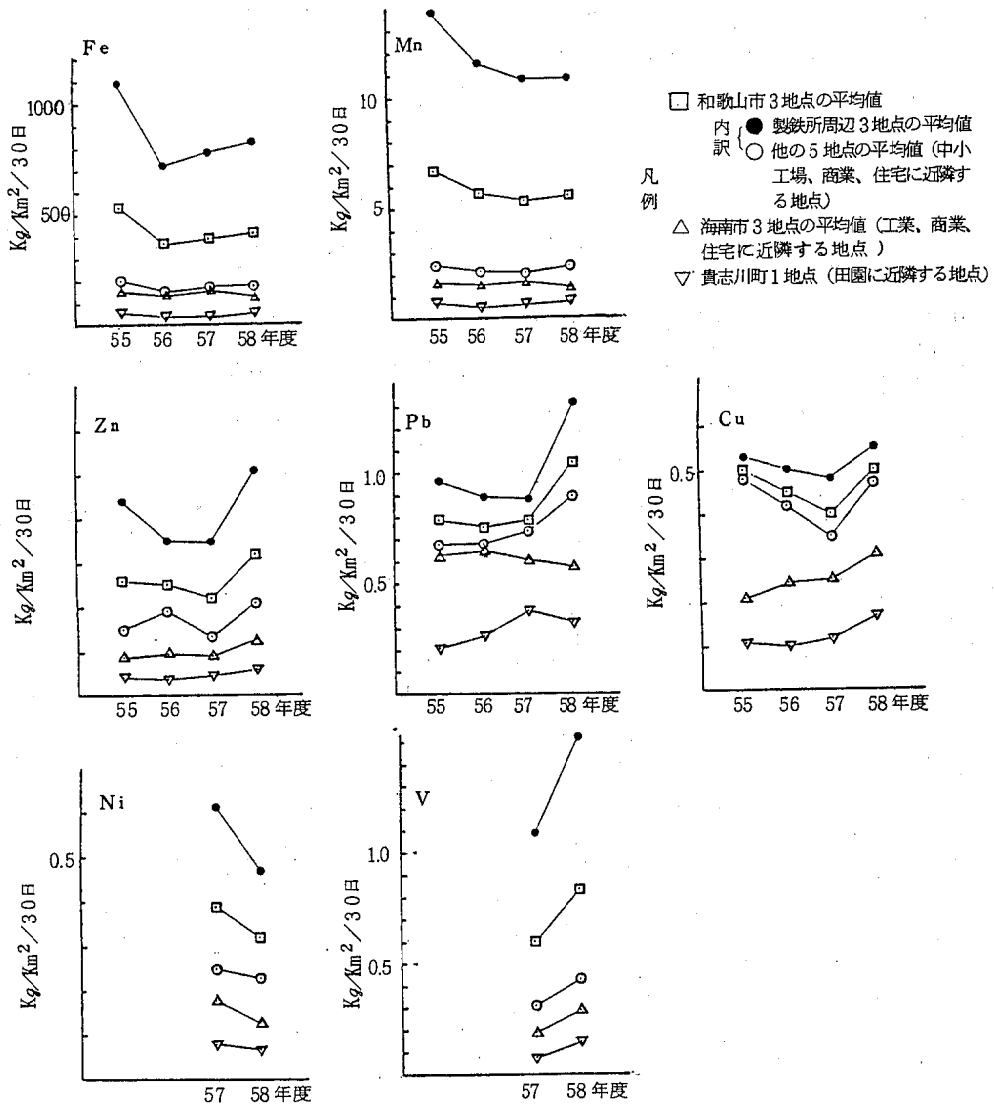 Fe
Kg/Km²/30日
1000
500
55 56 57 58 年度
Mn
Kg/Km²/30日
10
5
55 56 57 58 年度
凡例
□ 和歌山市3地点の平均値
内訳
● 製鉄所周辺3地点の平均値
○ 他の5地点の平均値（中小
工場、商業、住宅に近隣す
る地点）
△ 海南市3地点の平均値（工業、商業、
住宅に近隣する地点）
▽ 貴志川町1地点（田園に近隣する地点）
Zn
Kg/Km²/30日
55 56 57 58 年度
Pb
Kg/Km²/30日
1.0
0.5
55 56 57 58 年度
Cu
Kg/Km²/30日
0.5
55 56 57 58 年度
Ni
Kg/Km²/30日
0.5
57 58 年度
V
Kg/Km²/30日
1.0
0.5
57 58 年度